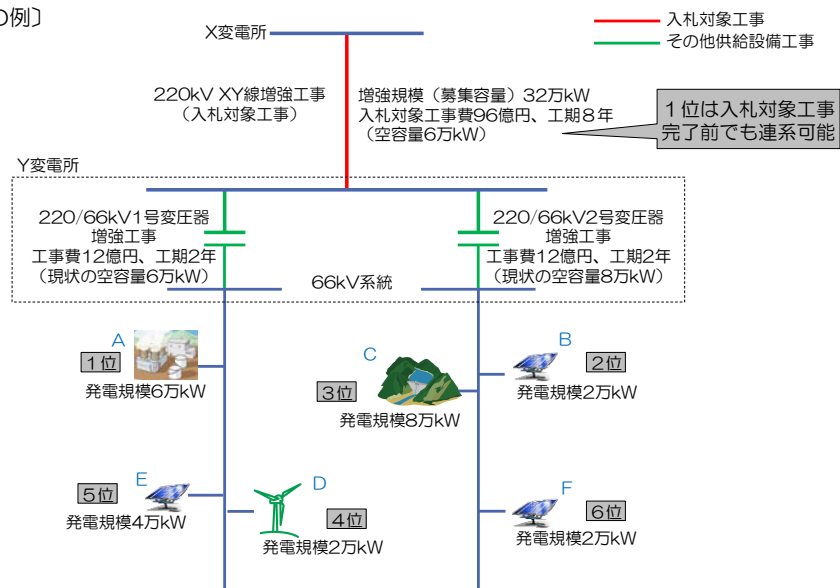 の例〕
X変電所
入札対象工事
その他供給設備工事
220kV XY線増強工事
（入札対象工事）
増強規模（募集容量）32万kW
入札対象工事費96億円、工期８年
（空容量6万kW）
１位は入札対象工事
完了前でも連系可能
Y変電所
220/66kV1号変圧器
増強工事
工事費12億円、工期2年
（現状の空容量6万kW）
220/66kV2号変圧器
増強工事
工事費12億円、工期2年
（現状の空容量8万kW）
66kV系統
A
１位
発電規模6万kW
C
３位
発電規模8万kW
B
２位
発電規模2万kW
E
５位
発電規模4万kW
D
４位
発電規模2万kW
F
６位
発電規模2万kW